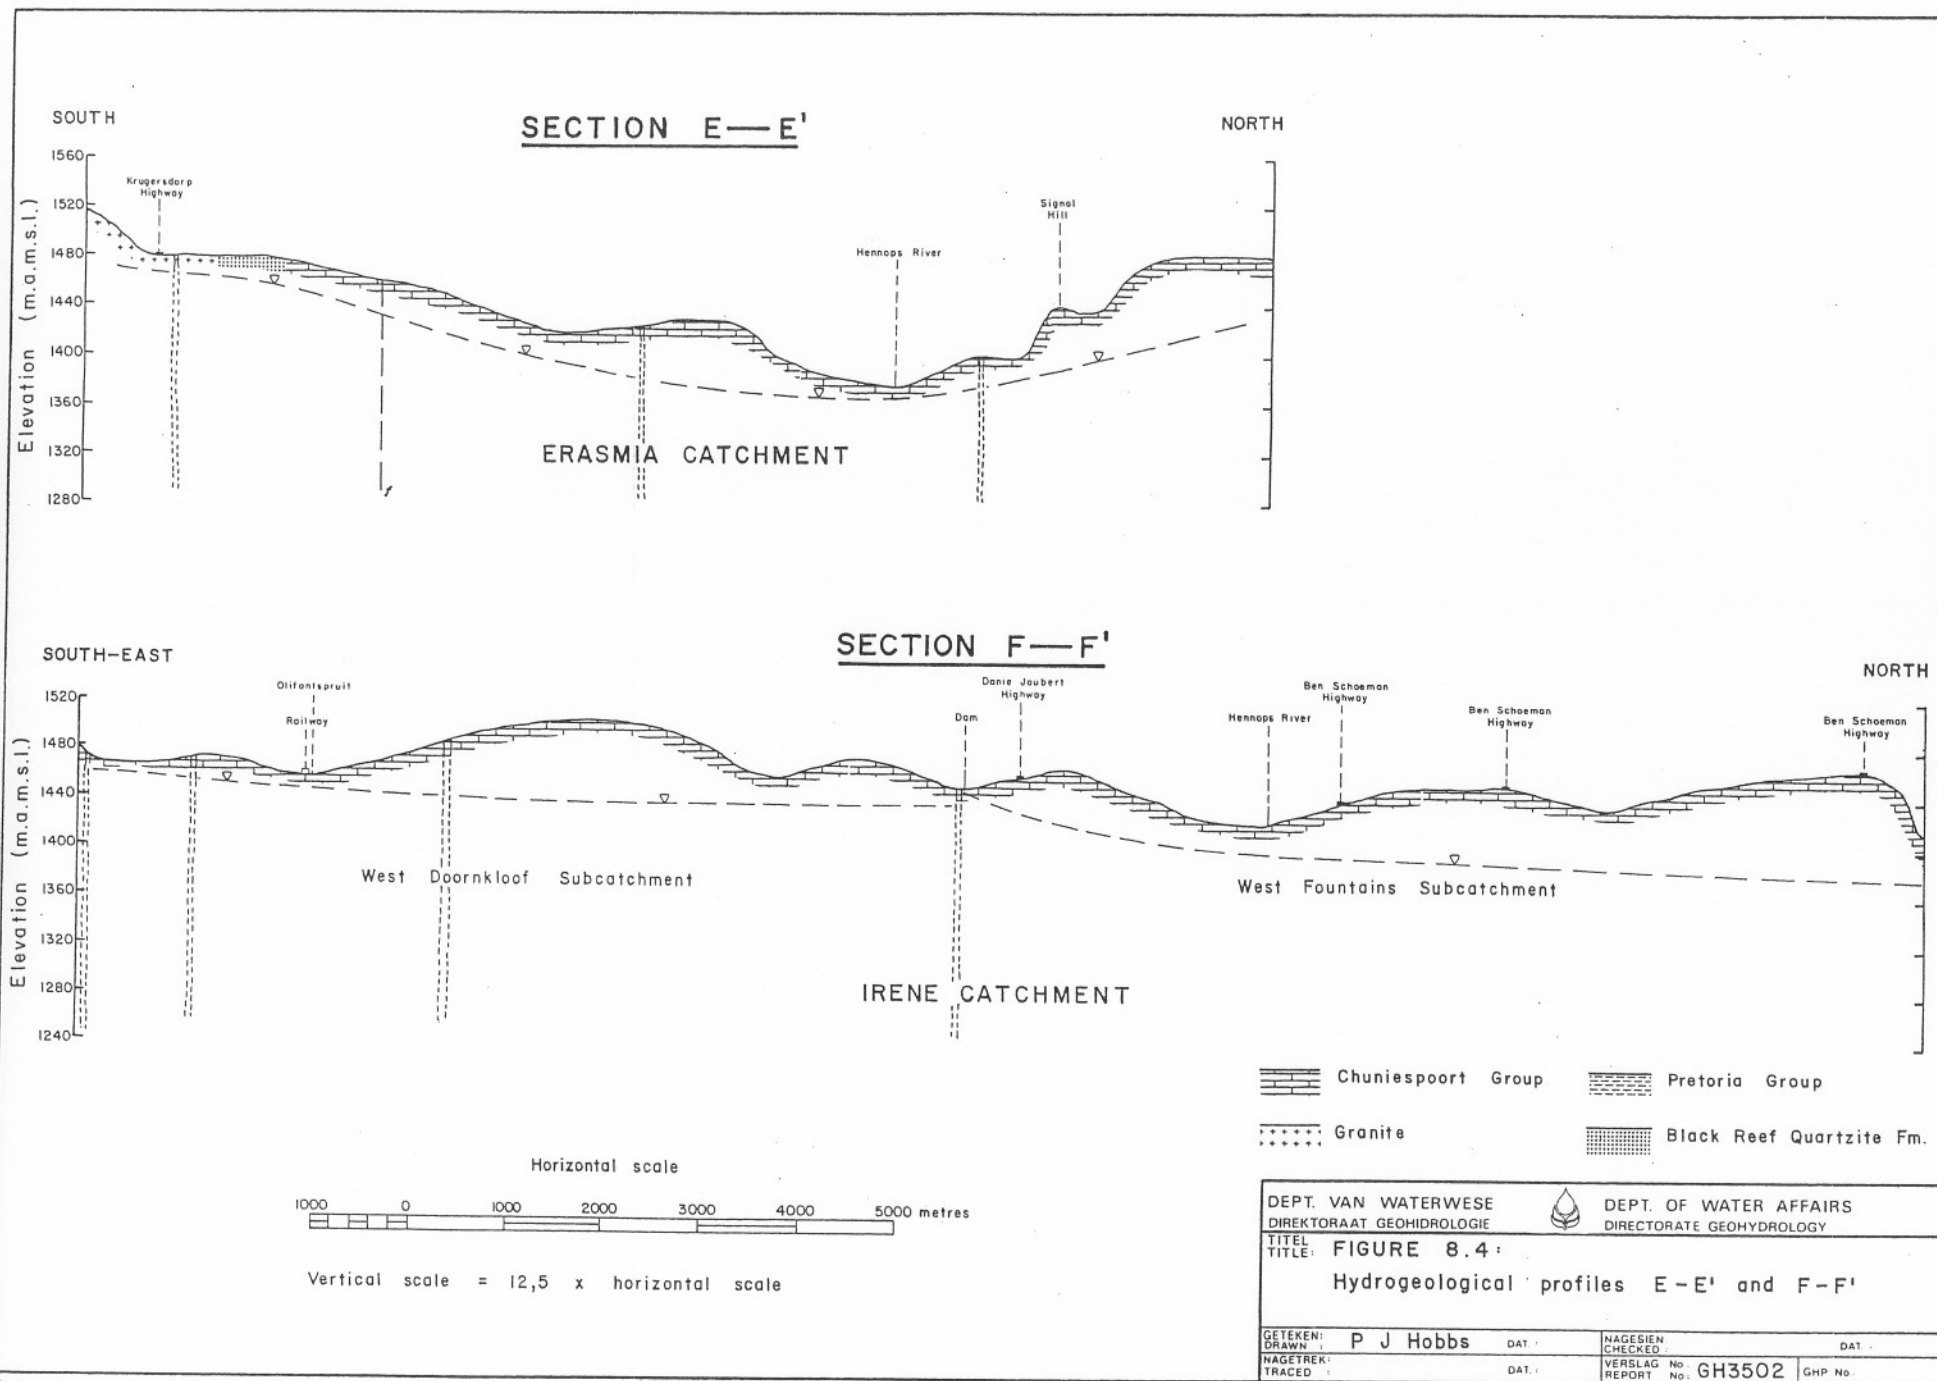 SECTION E—E'
SOUTH
NORTH
Elevation (m.a.m.s.l.)
1560
1520
1480
1440
1400
1360
1320
1280
Krugersdorp
Highway
Hennops River
Signal
Hill
f
ERASMIA CATCHMENT
SECTION F—F'
SOUTH-EAST
NORTH
Elevation (m.a.m.s.l.)
1520
1480
1440
1400
1360
1320
1280
1240
Olifantspruit
Railway
Dam
Danie Joubert
Highway
Hennops River
Ben Schoeman
Highway
Ben Schoeman
Highway
Ben Schoeman
Highway
West Doornkloof Subcatchment
West Fountains Subcatchment
IRENE CATCHMENT
Chuniespoort Group
Pretoria Group
Granite
Black Reef Quartzite Fm.
Horizontal scale
1000 0 1000 2000 3000 4000 5000 metres
Vertical scale = 12,5 x horizontal scale
DEPT. VAN WATERWESE
DIREKTORAAT GEOHIDROLOGIE
DEPT. OF WATER AFFAIRS
DIRECTORATE GEOHYDROLOGY
TITEL
TITLE: FIGURE 8.4:
Hydrogeological profiles E-E' and F-F'
GETEKEN:
DRAWN : P J Hobbs DAT. :
NAGESIEN
CHECKED : DAT. :
NAGETREK:
TRACED : DAT. :
VERSLAG No.
REPORT No. GH3502 GHP No.